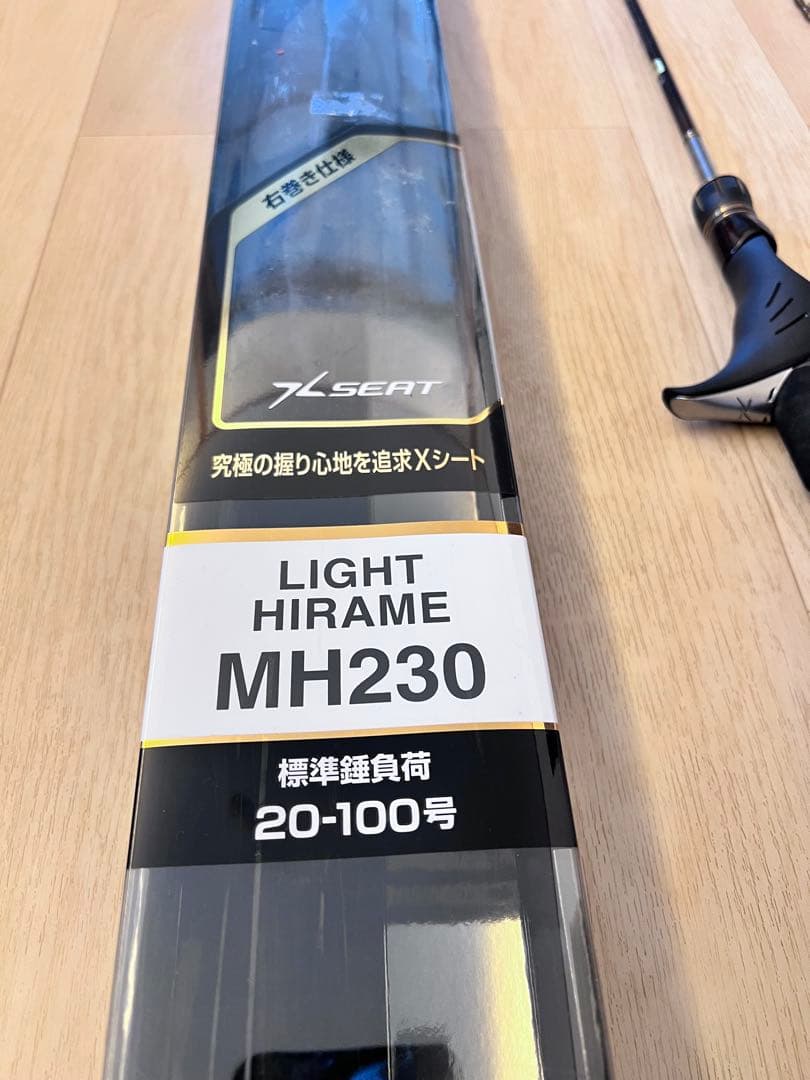 右巻き仕様
X SEAT
究極の握り心地を追求Xシート
LIGHT
HIRAME
MH230
標準錘負荷
20-100号